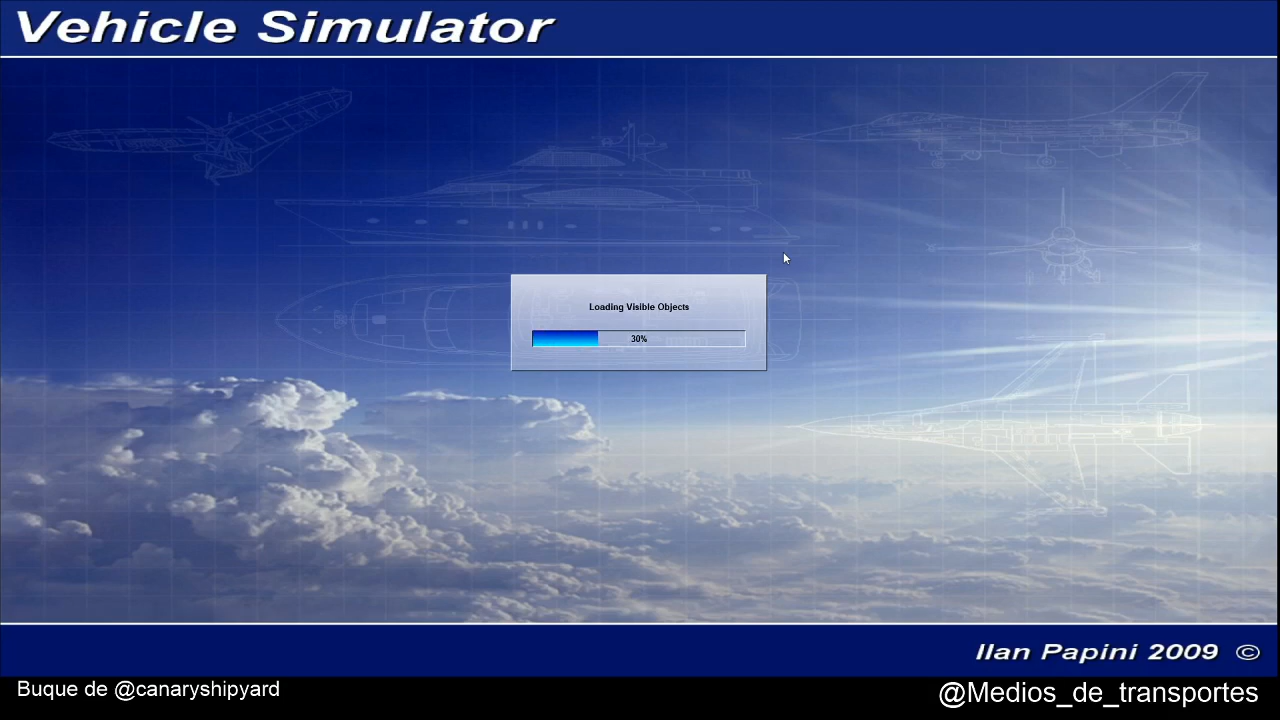 Vehicle Simulator
Loading Visible Objects
30%
Ilan Papini 2009 ©
Buque de @canaryshipyard
@Medios_de_transportes